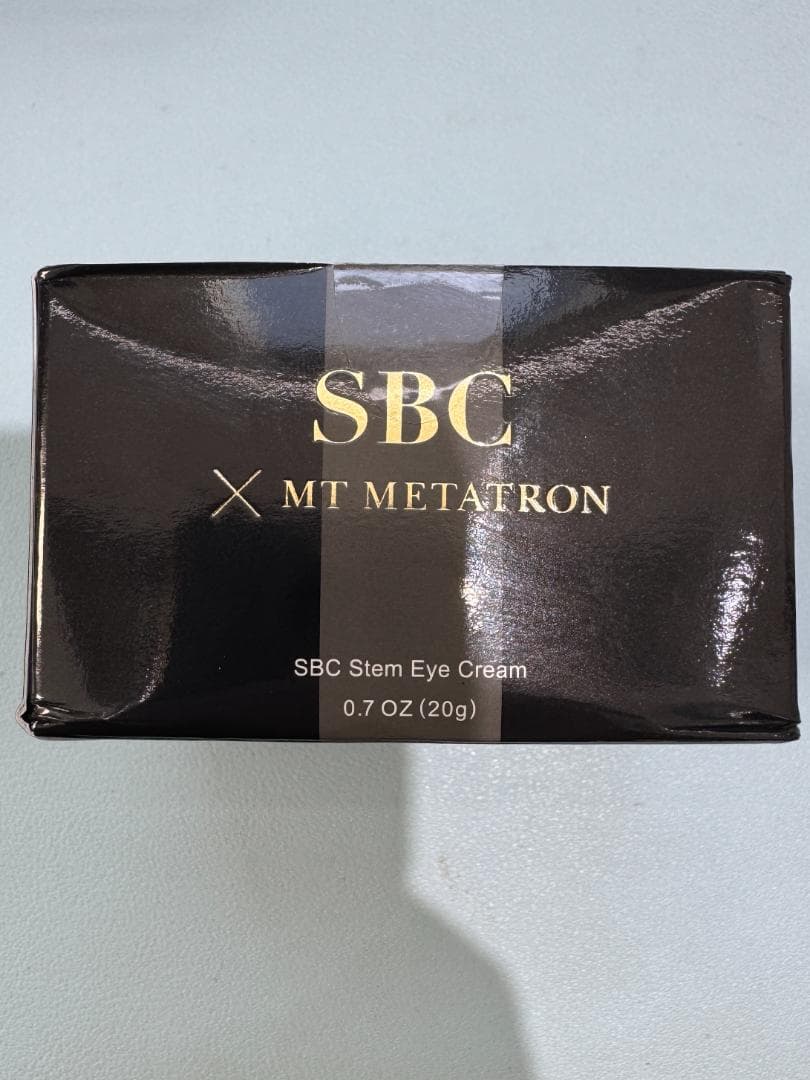 SBC
× MT METATRON
SBC Stem Eye Cream
0.7 OZ (20g)